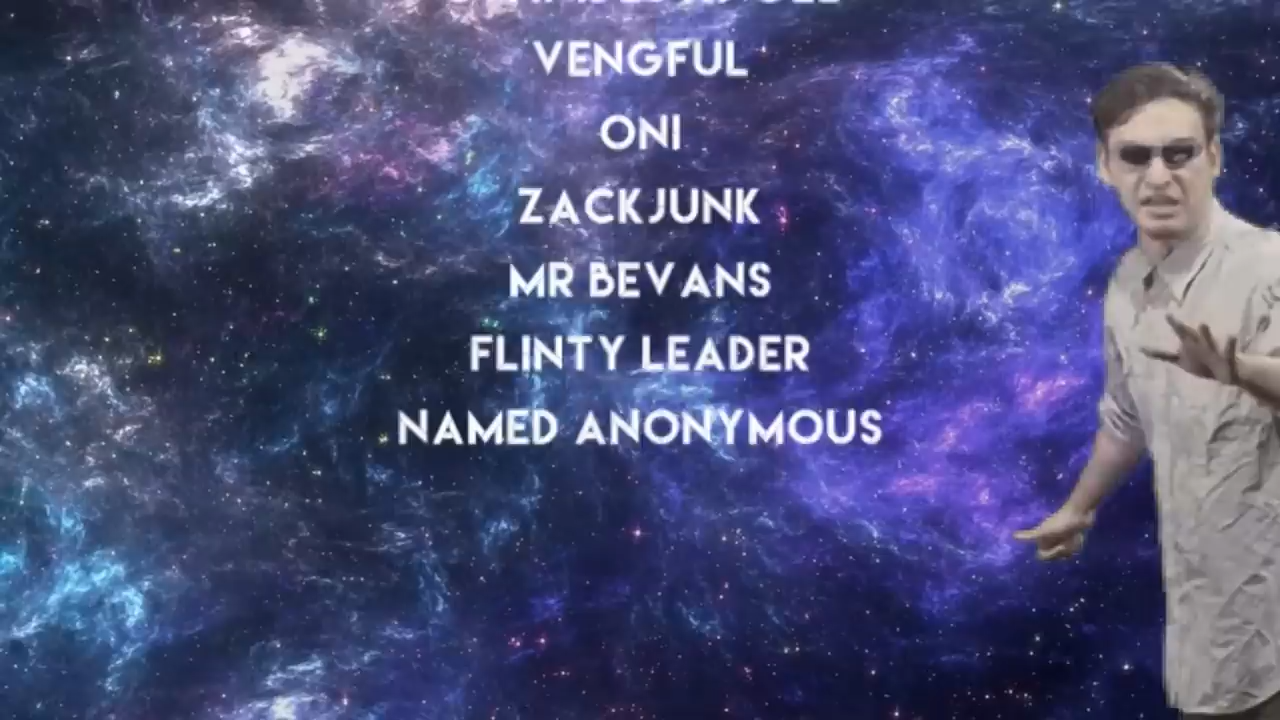 VENGFUL
ONI
ZACKJUNK
MR BEVANS
FLINTY LEADER
NAMED ANONYMOUS